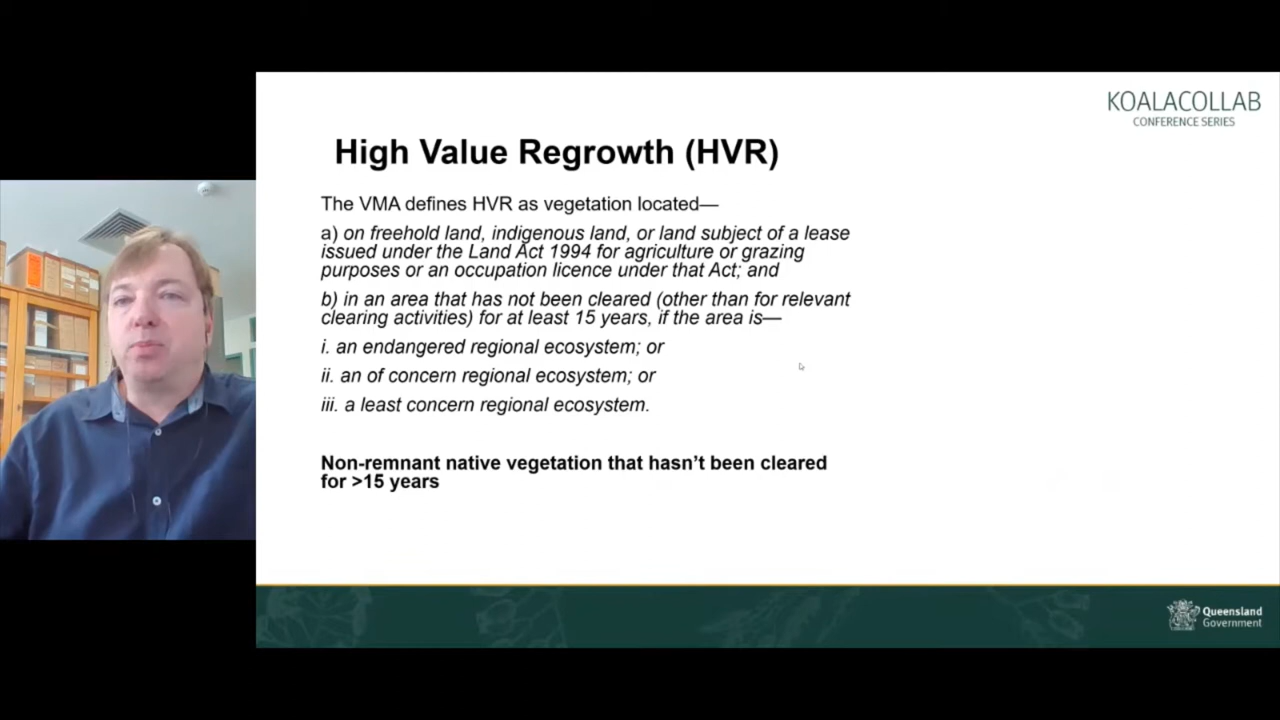 KOALACOLLAB
CONFERENCE SERIES
High Value Regrowth (HVR)
The VMA defines HVR as vegetation located—
a) on freehold land, indigenous land, or land subject of a lease
issued under the Land Act 1994 for agriculture or grazing
purposes or an occupation licence under that Act; and
b) in an area that has not been cleared (other than for relevant
clearing activities) for at least 15 years, if the area is—
i. an endangered regional ecosystem; or
ii. an of concern regional ecosystem; or
iii. a least concern regional ecosystem.
Non-remnant native vegetation that hasn’t been cleared
for >15 years
Queensland
Government